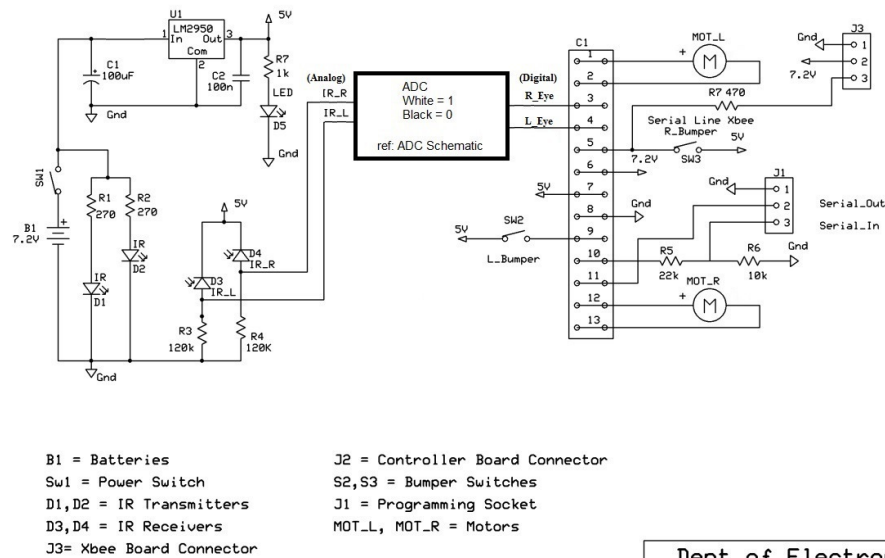 U1
5V
LM2950
1 In Out 3
Com
2
C1
100uF
C2
100n
R7
1k
LED
D5
Gnd
Gnd
SW1
B1
7.2V
R1
270
R2
270
IR
D1
IR
D2
Gnd
5V
D3
IR_L
D4
IR_R
R3
120k
R4
120K
(Analog)
IR_R
IR_L
ADC
White = 1
Black = 0
ref: ADC Schematic
(Digital)
R_Eye
L_Eye
C1
1
2
3
4
5
6
7
8
9
10
11
12
13
MOT_L
+
M
R7 470
Serial Line Xbee
R_Bumper
SW3
5V
7.2V
5V
Gnd
5V
SW2
L_Bumper
J3
Gnd
1
2
3
7.2V
J1
Gnd
1
2
3
Serial_Out
Serial_In
R5
22k
R6
10k
Gnd
MOT_R
+
M
B1 = Batteries
Sw1 = Power Switch
D1,D2 = IR Transmitters
D3,D4 = IR Receivers
J3= Xbee Board Connector
J2 = Controller Board Connector
S2,S3 = Bumper Switches
J1 = Programming Socket
MOT_L, MOT_R = Motors
Dept of Electro